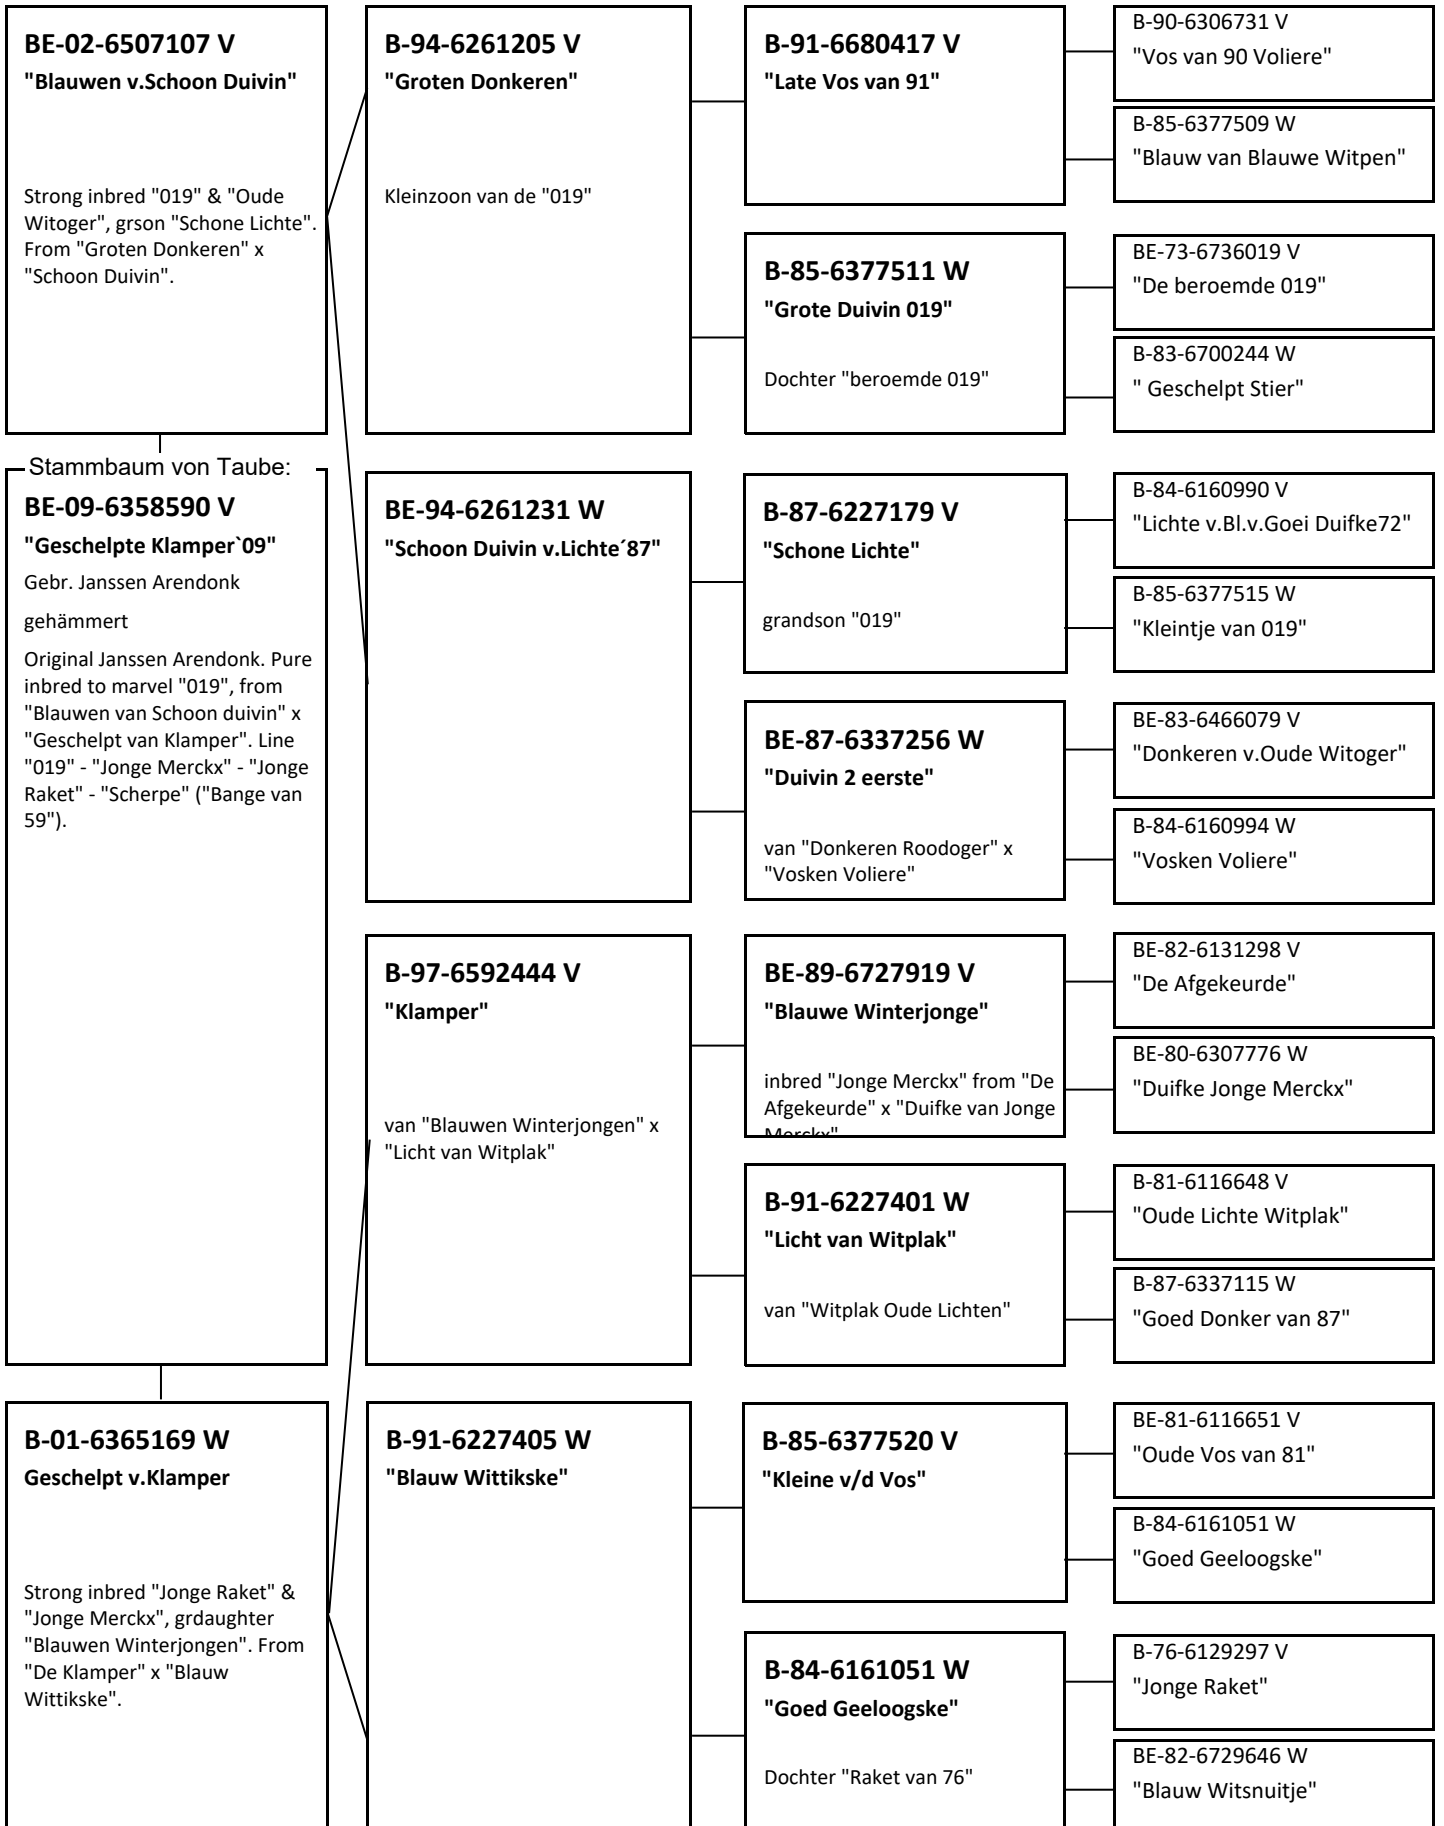 BE-02-6507107 V
"Blauwen v.Schoon Duivin"
Strong inbred "019" & "Oude
Witoger", grson "Schone Lichte".
From "Groten Donkeren" x
"Schoon Duivin".
Stammbaum von Taube:
BE-09-6358590 V
"Geschelpte Klamper`09"
Gebr. Janssen Arendonk
gehämmert
Original Janssen Arendonk. Pure
inbred to marvel "019", from
"Blauwen van Schoon duivin" x
"Geschelpt van Klamper". Line
"019" - "Jonge Merckx" - "Jonge
Raket" - "Scherpe" ("Bange van
59").
B-01-6365169 W
Geschelpt v.Klamper
Strong inbred "Jonge Raket" &
"Jonge Merckx", grdaughter
"Blauwen Winterjongen". From
"De Klamper" x "Blauw
Wittikske".
B-94-6261205 V
"Groten Donkeren"
Kleinzoon van de "019"
BE-94-6261231 W
"Schoon Duivin v.Lichte´87"
B-97-6592444 V
"Klamper"
van "Blauwen Winterjongen" x
"Licht van Witplak"
B-91-6227405 W
"Blauw Wittikske"
B-91-6680417 V
"Late Vos van 91"
B-85-6377511 W
"Grote Duivin 019"
Dochter "beroemde 019"
B-87-6227179 V
"Schone Lichte"
grandson "019"
BE-87-6337256 W
"Duivin 2 eerste"
van "Donkeren Roodoger" x
"Vosken Voliere"
BE-89-6727919 V
"Blauwe Winterjonge"
inbred "Jonge Merckx" from "De
Afgekeurde" x "Duifke van Jonge
Merckx"
B-91-6227401 W
"Licht van Witplak"
van "Witplak Oude Lichten"
B-85-6377520 V
"Kleine v/d Vos"
B-84-6161051 W
"Goed Geeloogske"
Dochter "Raket van 76"
B-90-6306731 V
"Vos van 90 Voliere"
B-85-6377509 W
"Blauw van Blauwe Witpen"
BE-73-6736019 V
"De beroemde 019"
B-83-6700244 W
" Geschelpt Stier"
B-84-6160990 V
"Lichte v.Bl.v.Goei Duifke72"
B-85-6377515 W
"Kleintje van 019"
BE-83-6466079 V
"Donkeren v.Oude Witoger"
B-84-6160994 W
"Vosken Voliere"
BE-82-6131298 V
"De Afgekeurde"
BE-80-6307776 W
"Duifke Jonge Merckx"
B-81-6116648 V
"Oude Lichte Witplak"
B-87-6337115 W
"Goed Donker van 87"
BE-81-6116651 V
"Oude Vos van 81"
B-84-6161051 W
"Goed Geeloogske"
B-76-6129297 V
"Jonge Raket"
BE-82-6729646 W
"Blauw Witsnuitje"